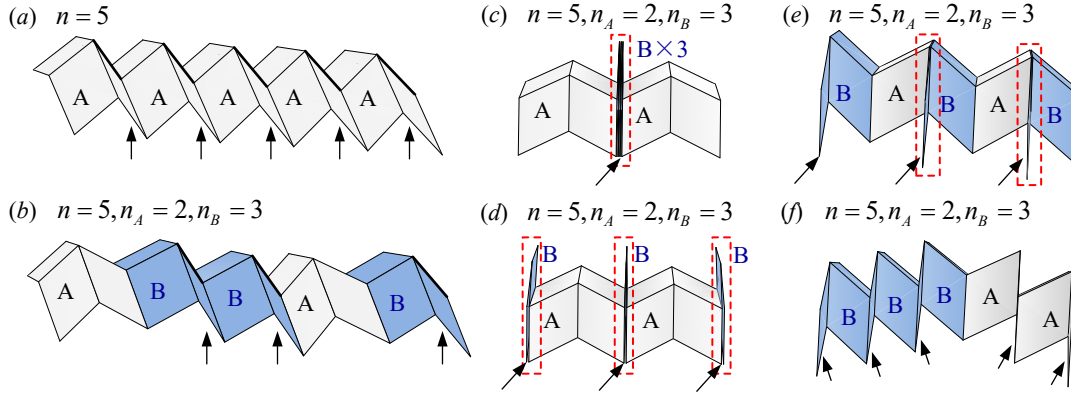 (a) n = 5
A A A A A
(b) n = 5, n_A = 2, n_B = 3
A B B A B
(c) n = 5, n_A = 2, n_B = 3
B×3
A A
(d) n = 5, n_A = 2, n_B = 3
B B B
A A
(e) n = 5, n_A = 2, n_B = 3
B A B A B
(f) n = 5, n_A = 2, n_B = 3
B B B A A